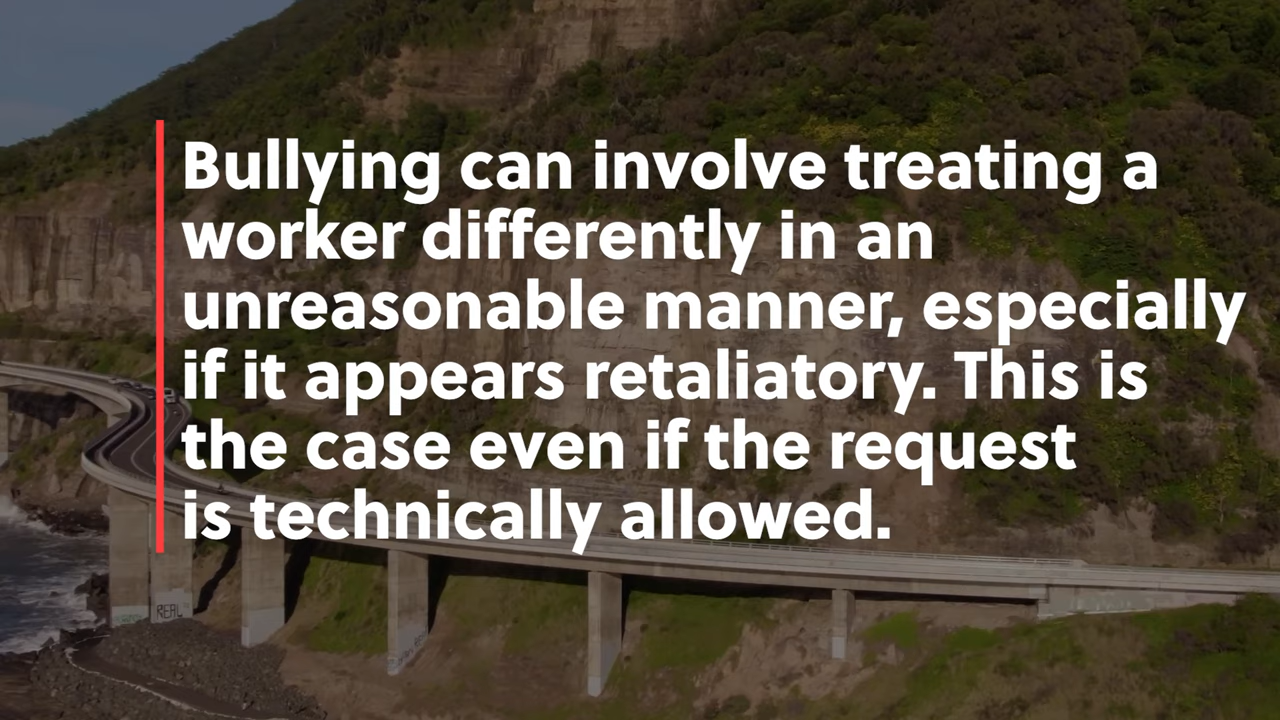 Bullying can involve treating a
worker differently in an
unreasonable manner, especially
if it appears retaliatory. This is
the case even if the request
is technically allowed.
REAL